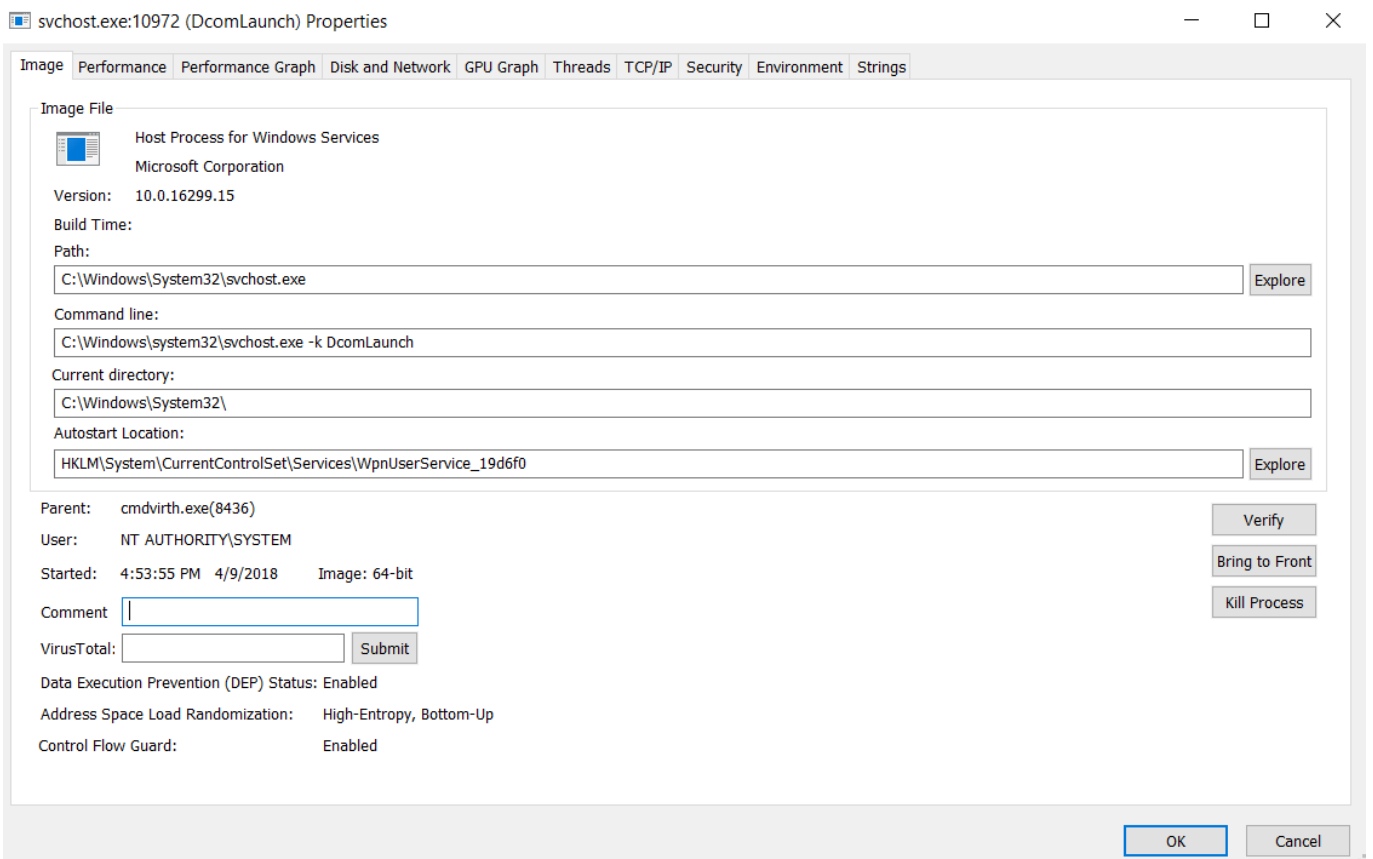 svchost.exe:10972 (DcomLaunch) Properties
Image Performance Performance Graph Disk and Network GPU Graph Threads TCP/IP Security Environment Strings
Image File
Host Process for Windows Services
Microsoft Corporation
Version: 10.0.16299.15
Build Time:
Path:
C:\Windows\System32\svchost.exe Explore
Command line:
C:\Windows\system32\svchost.exe -k DcomLaunch
Current directory:
C:\Windows\System32\
Autostart Location:
HKLM\System\CurrentControlSet\Services\WpnUserService_19d6f0 Explore
Parent: cmdvirth.exe(8436)
Verify
User: NT AUTHORITY\SYSTEM
Bring to Front
Started: 4:53:55 PM 4/9/2018 Image: 64-bit
Kill Process
Comment
VirusTotal: Submit
Data Execution Prevention (DEP) Status: Enabled
Address Space Load Randomization: High-Entropy, Bottom-Up
Control Flow Guard: Enabled
OK Cancel